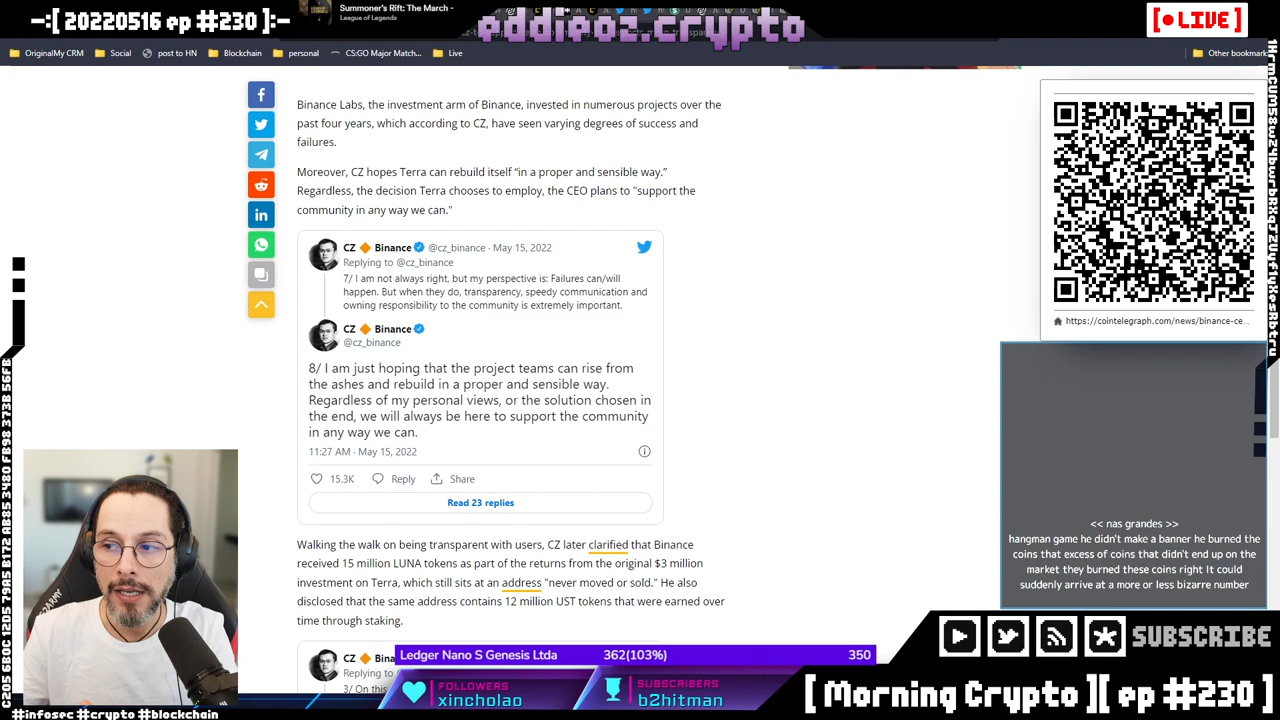 -:[ 20220516 ep #230 ]:-
Summoner's Rift: The March -
League of Legends
addiaoz.crypto
[ LIVE ]
OriginalMy CRM
Social
post to HN
Blockchain
personal
CS:GO Major Match...
Live
Other bookmark
Binance Labs, the investment arm of Binance, invested in numerous projects over the
past four years, which according to CZ, have seen varying degrees of success and
failures.
Moreover, CZ hopes Terra can rebuild itself “in a proper and sensible way.”
Regardless, the decision Terra chooses to employ, the CEO plans to "support the
community in any way we can."
CZ Binance @cz_binance · May 15, 2022
Replying to @cz_binance
7/ I am not always right, but my perspective is: Failures can/will
happen. But when they do, transparency, speedy communication and
owning responsibility to the community is extremely important.
CZ Binance
@cz_binance
8/ I am just hoping that the project teams can rise from
the ashes and rebuild in a proper and sensible way.
Regardless of my personal views, or the solution chosen in
the end, we will always be here to support the community
in any way we can.
11:27 AM · May 15, 2022
15.3K
Reply
Share
Read 23 replies
Walking the walk on being transparent with users, CZ later clarified that Binance
received 15 million LUNA tokens as part of the returns from the original $3 million
investment on Terra, which still sits at an address "never moved or sold." He also
disclosed that the same address contains 12 million UST tokens that were earned over
time through staking.
CZ
Replying to
3/ On this
https://cointelegraph.com/news/binance-ce...
<< nas grandes >>
hangman game he didn't make a banner he burned the
coins that excess of coins that didn't end up on the
market they burned these coins right It could
suddenly arrive at a more or less bizarre number
SUBSCRIBE
Ledger Nano S Genesis Ltda
362(103%)
350
FOLLOWERS
xincholao
SUBSCRIBERS
b2hitman
[ Morning Crypto ][ ep #230 ]
#infosec #crypto #blockchain